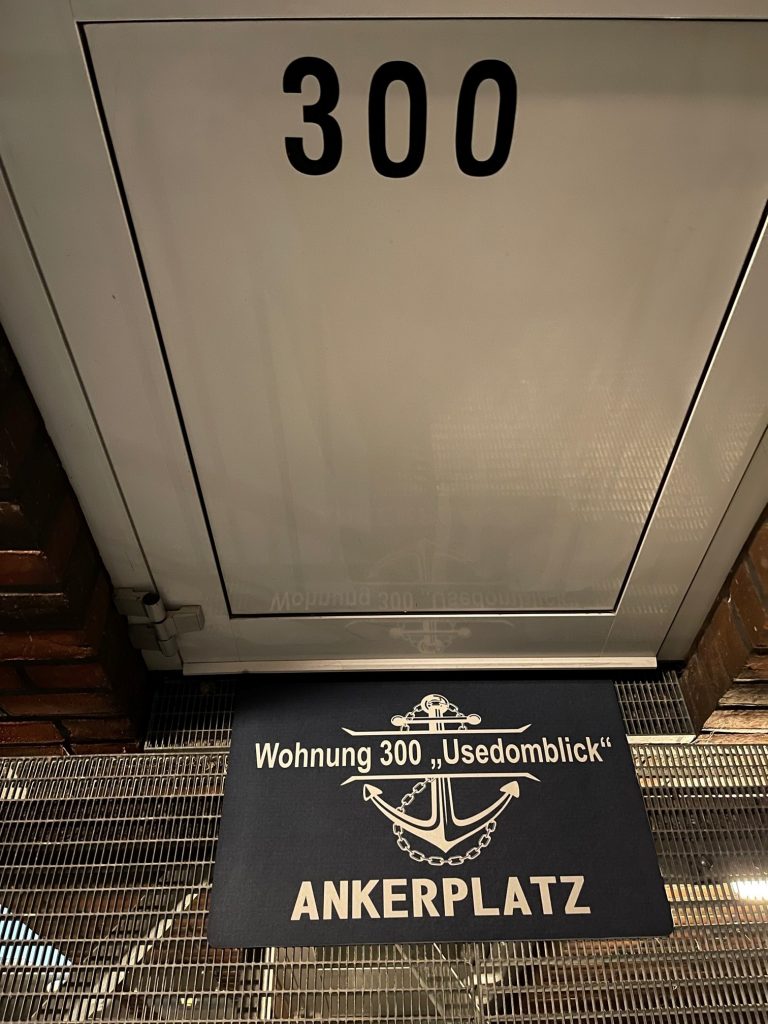 300
Wohnung 300 „Usedomblick“
ANKERPLATZ